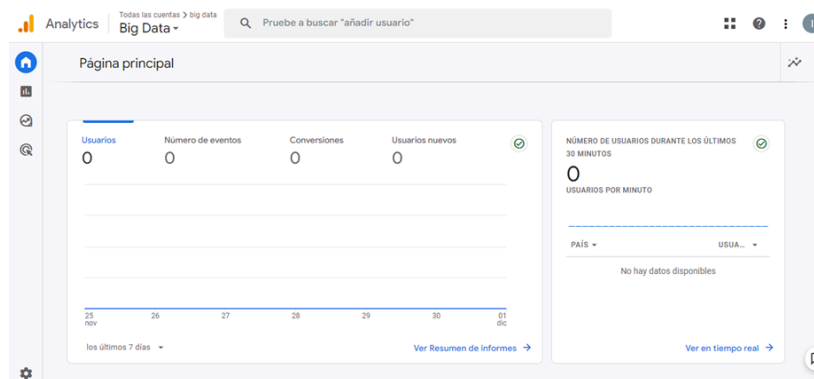 Analytics
Todas las cuentas > big data
Big Data
Pruebe a buscar "añadir usuario"
Página principal
Usuarios
0
Número de eventos
0
Conversiones
0
Usuarios nuevos
0
25
nov
26
27
28
29
30
01
dic
los últimos 7 días
Ver Resumen de informes
NÚMERO DE USUARIOS DURANTE LOS ÚLTIMOS
30 MINUTOS
0
USUARIOS POR MINUTO
PAÍS
USUA...
No hay datos disponibles
Ver en tiempo real